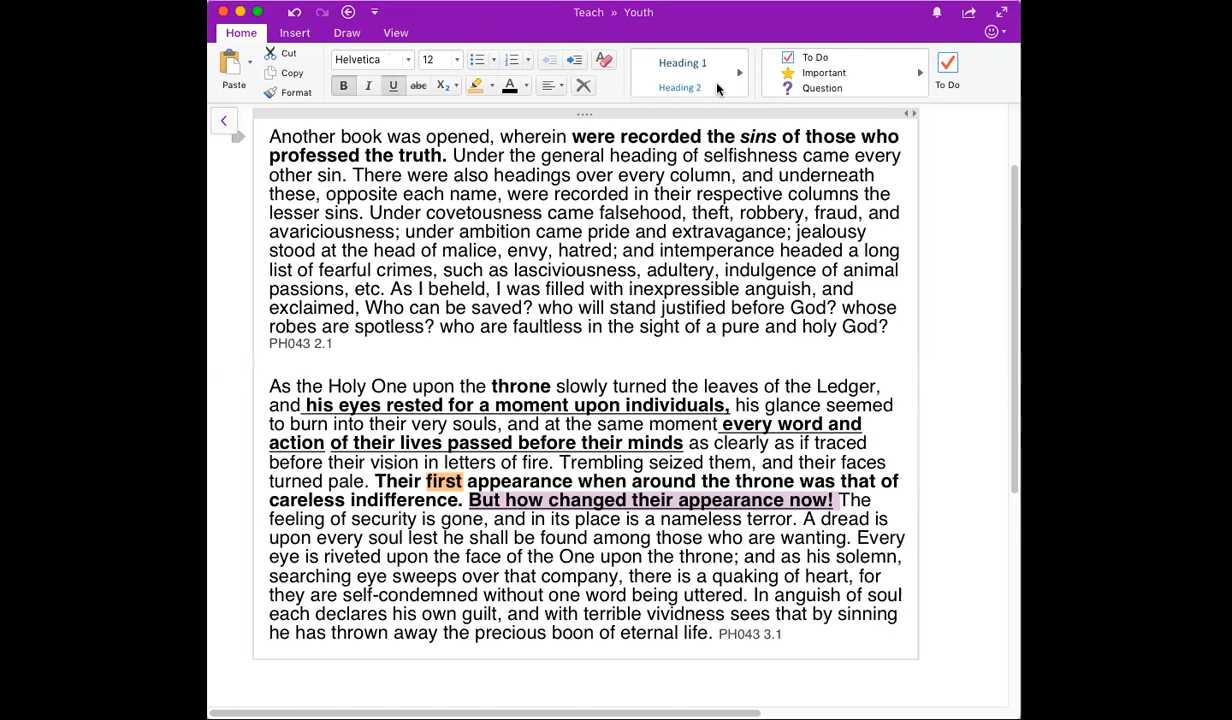 Teach » Youth
Home Insert Draw View
Paste
Cut
Copy
Format
Helvetica 12
B I U abc X₂ A
Heading 1
Heading 2
To Do
Important
Question
To Do
Another book was opened, wherein were recorded the sins of those who
professed the truth. Under the general heading of selfishness came every
other sin. There were also headings over every column, and underneath
these, opposite each name, were recorded in their respective columns the
lesser sins. Under covetousness came falsehood, theft, robbery, fraud, and
avariciousness; under ambition came pride and extravagance; jealousy
stood at the head of malice, envy, hatred; and intemperance headed a long
list of fearful crimes, such as lasciviousness, adultery, indulgence of animal
passions, etc. As I beheld, I was filled with inexpressible anguish, and
exclaimed, Who can be saved? who will stand justified before God? whose
robes are spotless? who are faultless in the sight of a pure and holy God?
PH043 2.1
As the Holy One upon the throne slowly turned the leaves of the Ledger,
and his eyes rested for a moment upon individuals, his glance seemed
to burn into their very souls, and at the same moment every word and
action of their lives passed before their minds as clearly as if traced
before their vision in letters of fire. Trembling seized them, and their faces
turned pale. Their first appearance when around the throne was that of
careless indifference. But how changed their appearance now! The
feeling of security is gone, and in its place is a nameless terror. A dread is
upon every soul lest he shall be found among those who are wanting. Every
eye is riveted upon the face of the One upon the throne; and as his solemn,
searching eye sweeps over that company, there is a quaking of heart, for
they are self-condemned without one word being uttered. In anguish of soul
each declares his own guilt, and with terrible vividness sees that by sinning
he has thrown away the precious boon of eternal life. PH043 3.1